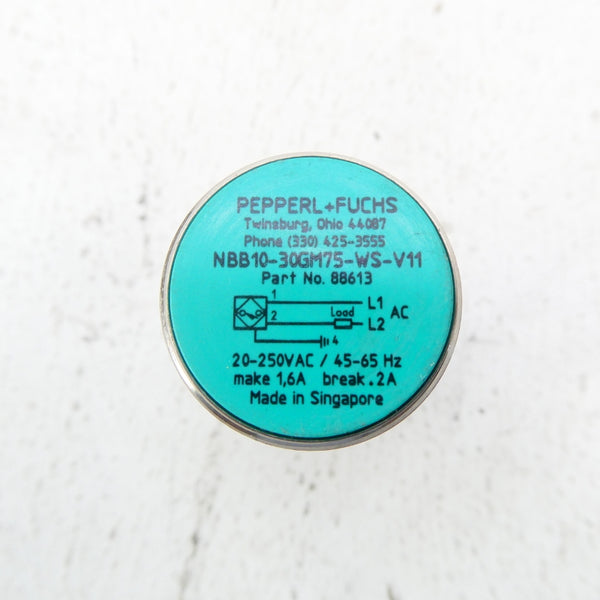 PEPPERL+FUCHS
Twinsburg, Ohio 44087
Phone (330) 425-3555
NBB10-30GM75-WS-V11
Part No. 88613
1 L1
AC
2 Load L2
4
20-250VAC / 45-65 Hz
make 1,6A break .2A
Made in Singapore